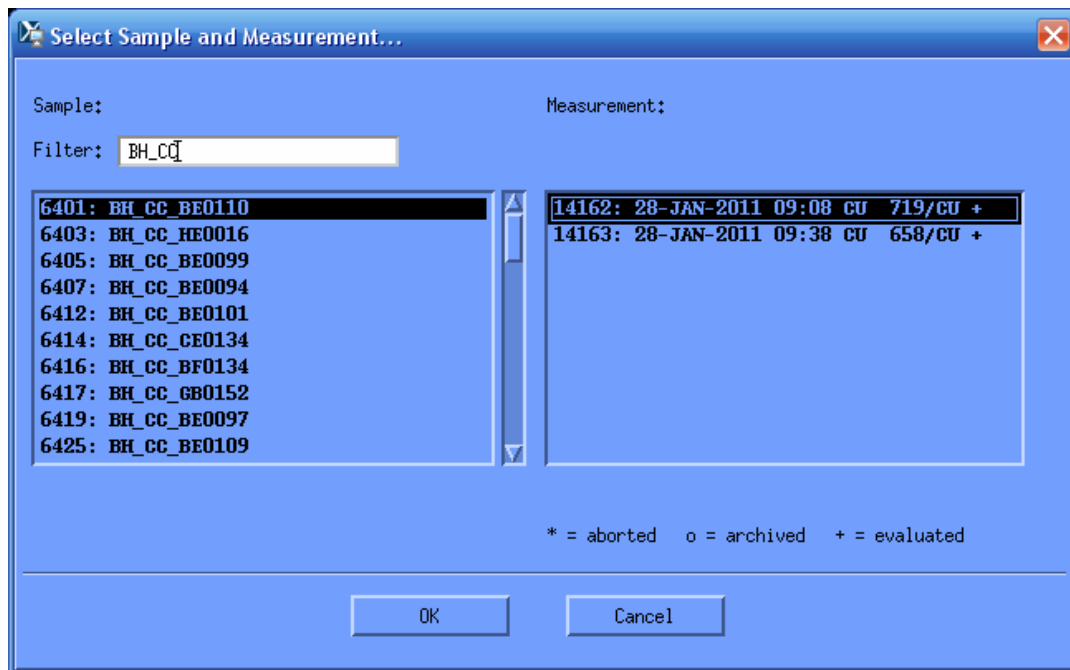 Select Sample and Measurement...
Sample:
Filter: BH_CC
6401: BH_CC_BE0110
6403: BH_CC_HE0016
6405: BH_CC_BE0099
6407: BH_CC_BE0094
6412: BH_CC_BE0101
6414: BH_CC_CE0134
6416: BH_CC_BF0134
6417: BH_CC_GB0152
6419: BH_CC_BE0097
6425: BH_CC_BE0109
Measurement:
14162: 28-JAN-2011 09:08 CU 719/CU +
14163: 28-JAN-2011 09:38 CU 658/CU +
* = aborted o = archived + = evaluated
OK Cancel